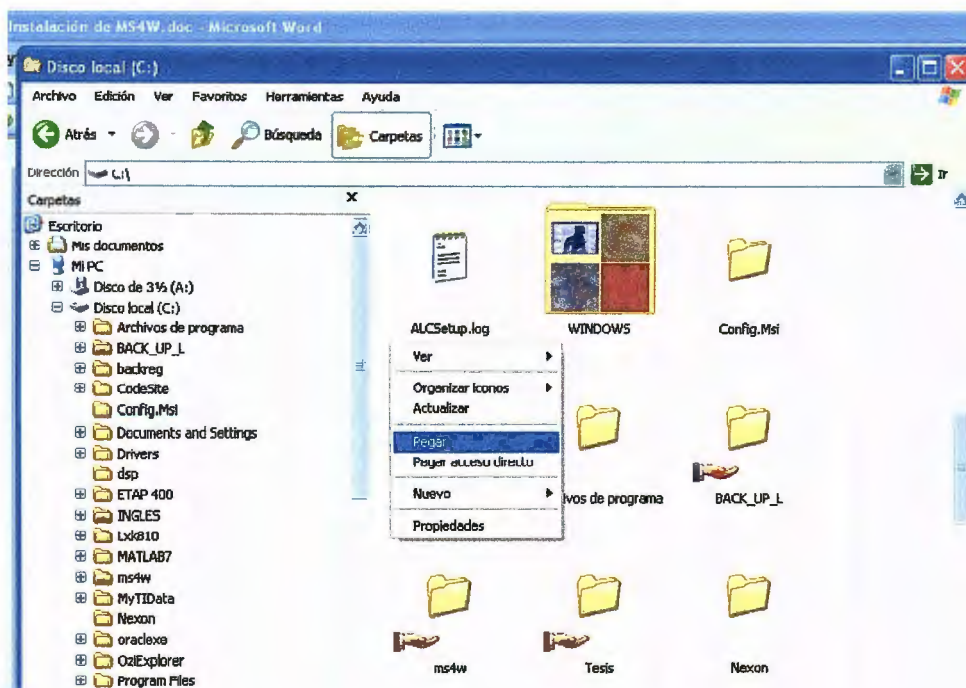 Instalación de MS4W.doc - Microsoft Word
Disco local (C:)
Archivo Edición Ver Favoritos Herramientas Ayuda
Atrás Búsqueda Carpetas
Dirección C:\ Ir
Carpetas
Escritorio
Mis documentos
Mi PC
Disco de 3½ (A:)
Disco local (C:)
Archivos de programa
BACK_UP_L
backreg
CodeSite
Config.Msi
Documents and Settings
Drivers
dsp
ETAP 400
INGLES
Lxk810
MATLAB7
ms4w
MyTIData
Nexon
oraclexe
OziExplorer
Program Files
ALCSetup.log WINDOWS Config.Msi
Ver
Organizar iconos
Actualizar
Pegar
Pegar acceso directo
Nuevo
Propiedades
ivos de programa BACK_UP_L
ms4w Tesis Nexon